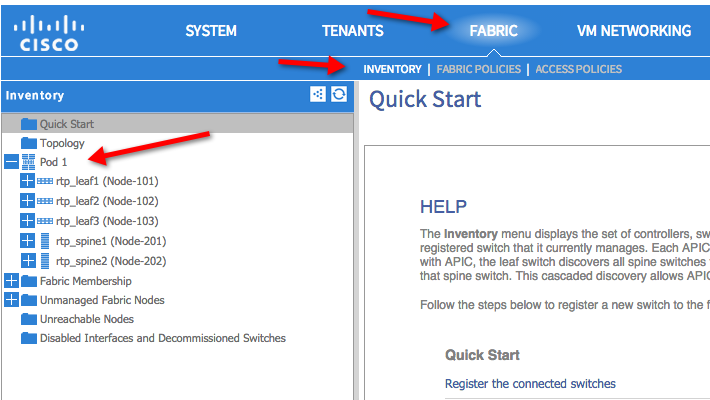 CISCO
SYSTEM TENANTS FABRIC VM NETWORKING
INVENTORY | FABRIC POLICIES | ACCESS POLICIES
Inventory
Quick Start
Topology
Pod 1
rtp_leaf1 (Node-101)
rtp_leaf2 (Node-102)
rtp_leaf3 (Node-103)
rtp_spine1 (Node-201)
rtp_spine2 (Node-202)
Fabric Membership
Unmanaged Fabric Nodes
Unreachable Nodes
Disabled Interfaces and Decommissioned Switches
Quick Start
HELP
The Inventory menu displays the set of controllers, sw
registered switch that it currently manages. Each APIC
with APIC, the leaf switch discovers all spine switches
that spine switch. This cascaded discovery allows APIC
Follow the steps below to register a new switch to the f
Quick Start
Register the connected switches